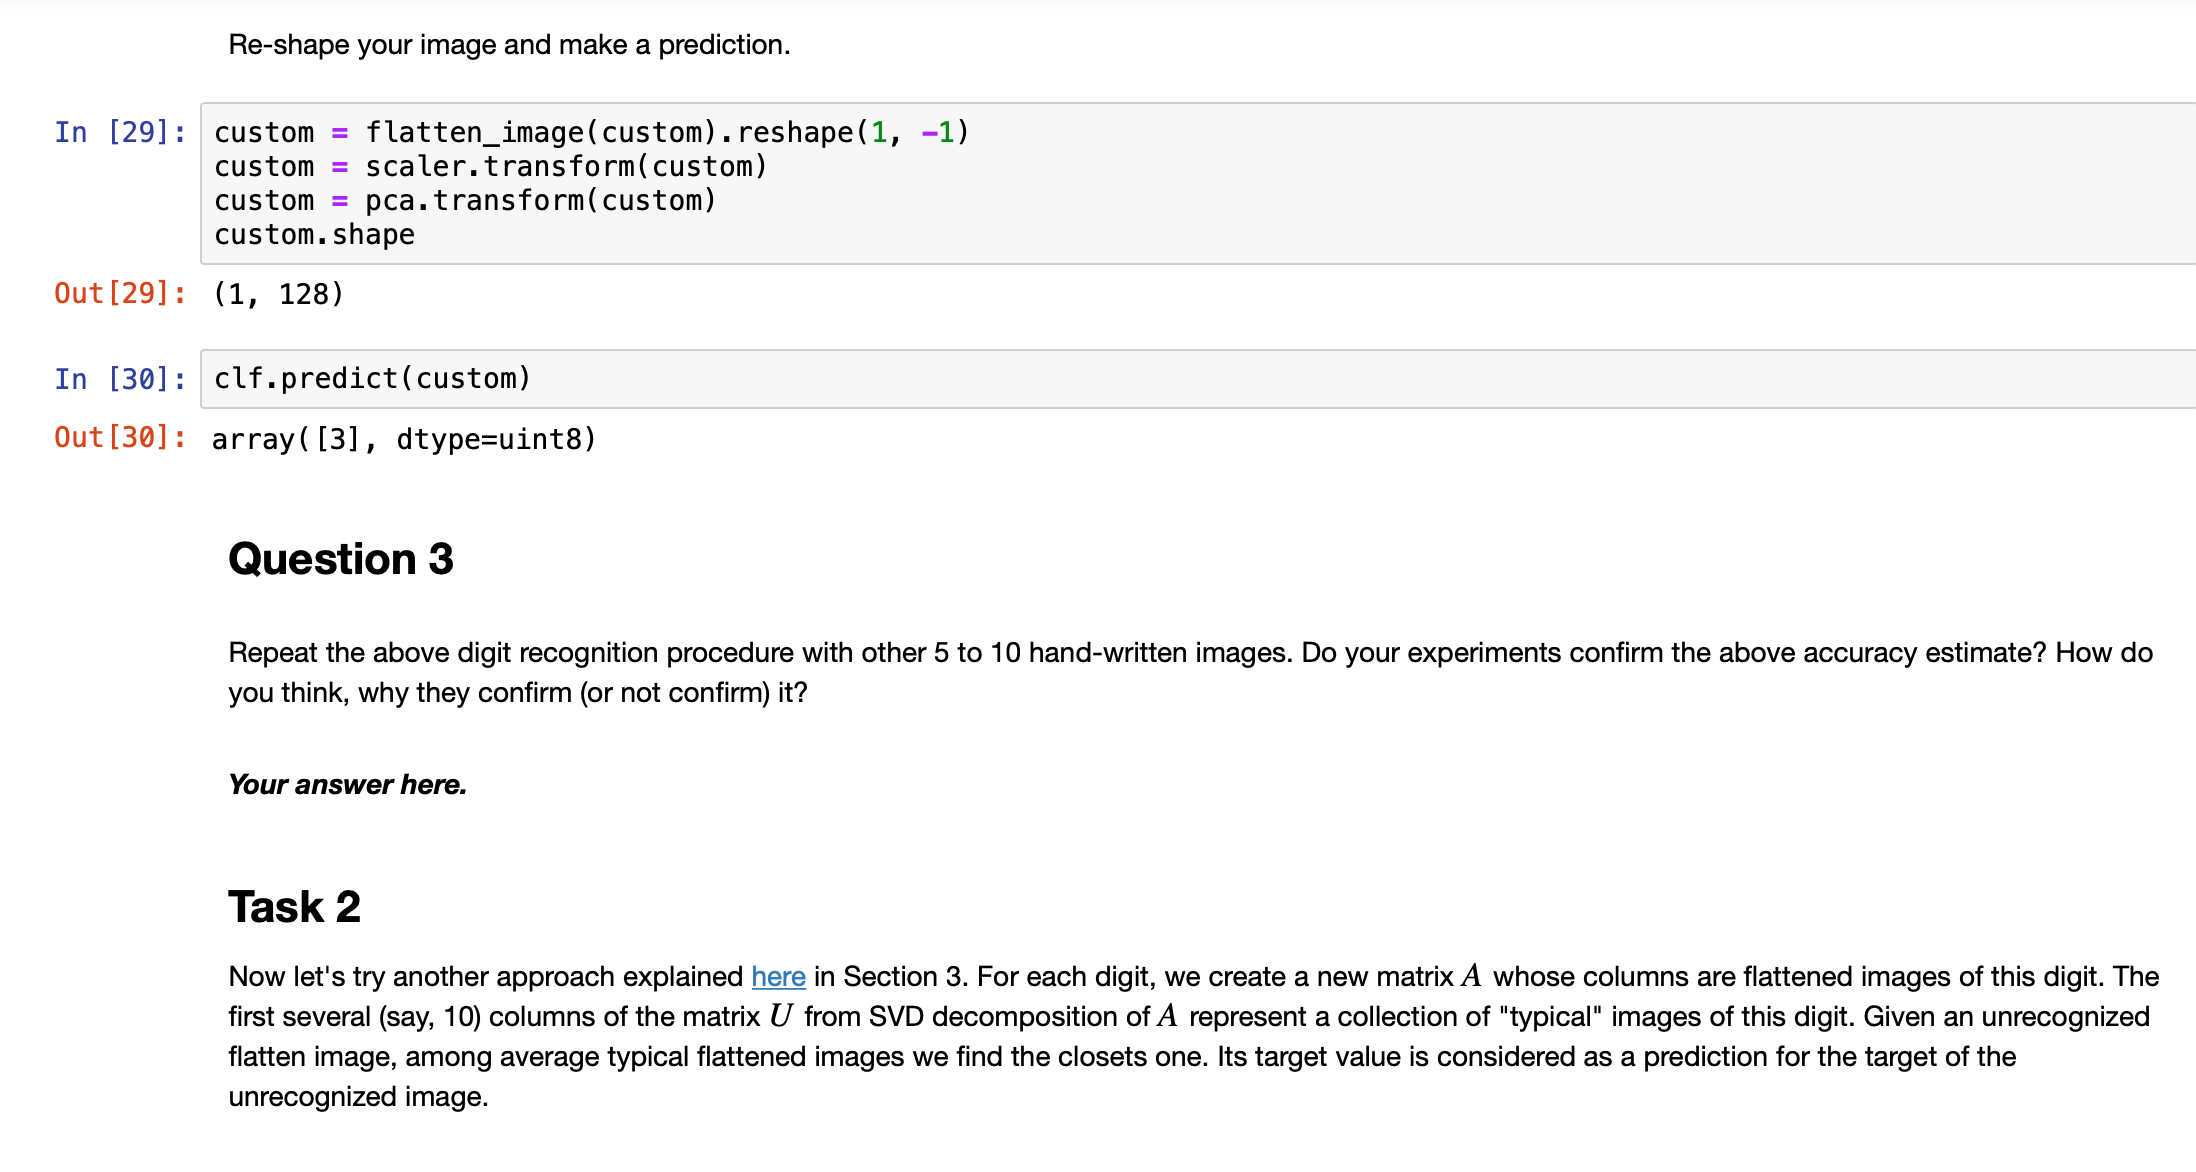 Re-shape your image and make a prediction.
In [29]: custom = flatten_image(custom).reshape(1, -1)
custom = scaler.transform(custom)
custom = pca.transform(custom)
custom.shape
Out[29]: (1, 128)
In [30]: clf.predict(custom)
Out[30]: array([3], dtype=uint8)
Question 3
Repeat the above digit recognition procedure with other 5 to 10 hand-written images. Do your experiments confirm the above accuracy estimate? How do
you think, why they confirm (or not confirm) it?
Your answer here.
Task 2
Now let's try another approach explained here in Section 3. For each digit, we create a new matrix A whose columns are flattened images of this digit. The
first several (say, 10) columns of the matrix U from SVD decomposition of A represent a collection of "typical" images of this digit. Given an unrecognized
flatten image, among average typical flattened images we find the closets one. Its target value is considered as a prediction for the target of the
unrecognized image.